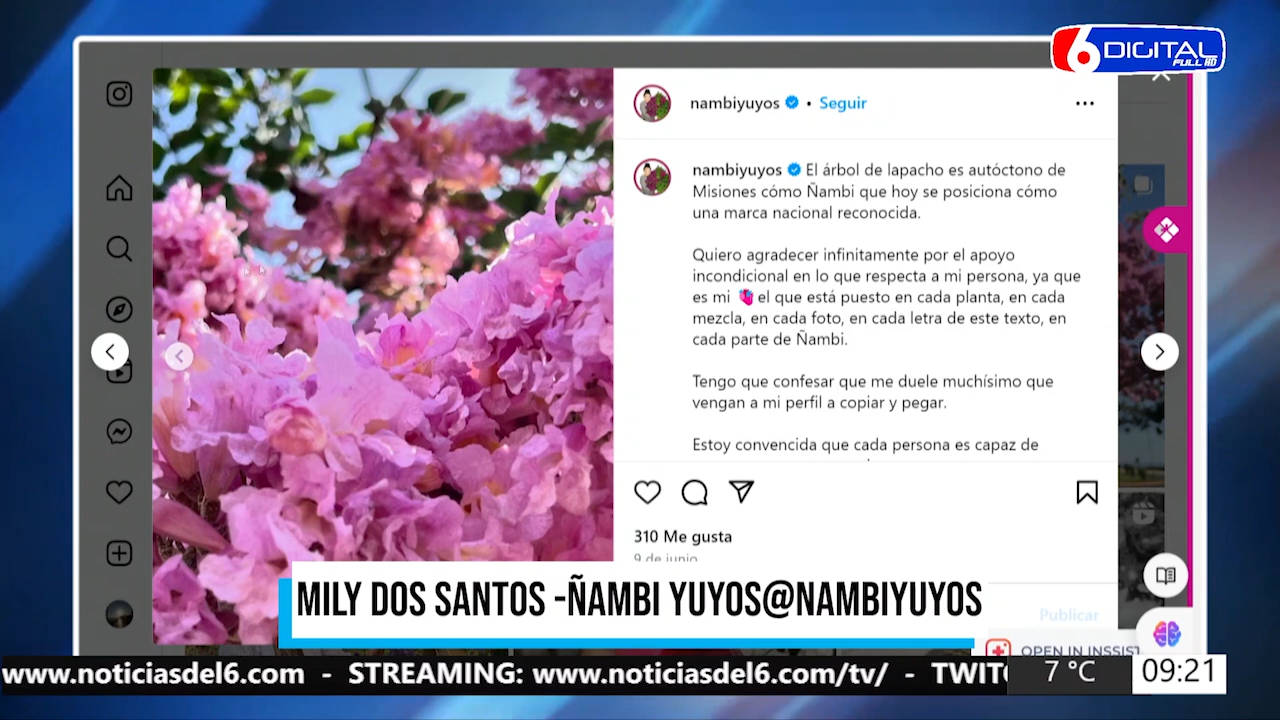 6 DIGITAL
FULL HD
nambiyuyos • Seguir
nambiyuyos El árbol de lapacho es autóctono de
Misiones cómo Ñambi que hoy se posiciona cómo
una marca nacional reconocida.
Quiero agradecer infinitamente por el apoyo
incondicional en lo que respecta a mi persona, ya que
es mi 🫀 el que está puesto en cada planta, en cada
mezcla, en cada foto, en cada letra de este texto, en
cada parte de Ñambi.
Tengo que confesar que me duele muchísimo que
vengan a mi perfil a copiar y pegar.
Estoy convencida que cada persona es capaz de
310 Me gusta
9 de junio
MILY DOS SANTOS -ÑAMBI YUYOS@NAMBIYUYOS
Publicar
OPEN IN INSSIST
www.noticiasdel6.com - STREAMING: www.noticiasdel6.com/tv/ - TWITC
7 °C
09:21